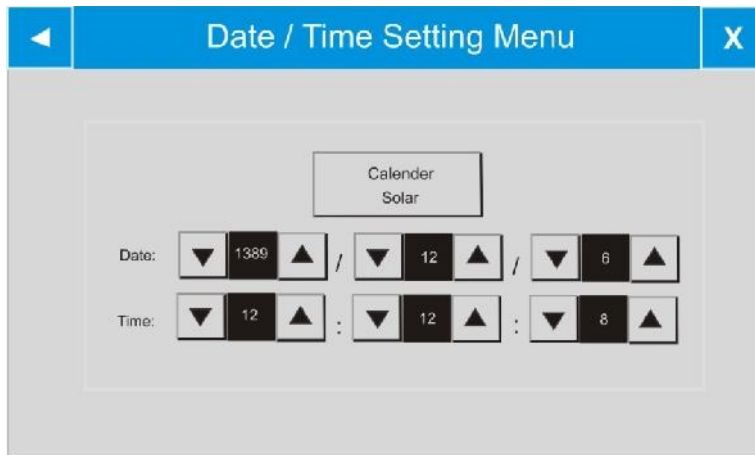 Date / Time Setting Menu X
Calender
Solar
Date: 1389 / 12 / 6
Time: 12 : 12 : 8